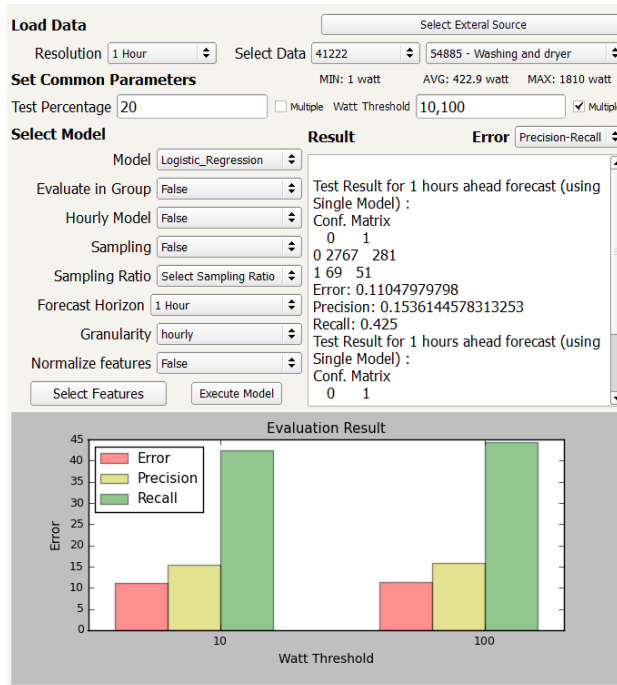 Load Data
Select Exteral Source
Resolution 1 Hour Select Data 41222 54885 - Washing and dryer
Set Common Parameters MIN: 1 watt AVG: 422.9 watt MAX: 1810 watt
Test Percentage 20 Multiple Watt Threshold 10,100 Multipl
Select Model
Result Error Precision-Recall
Model Logistic_Regression
Evaluate in Group False
Hourly Model False
Sampling False
Sampling Ratio Select Sampling Ratio
Forecast Horizon 1 Hour
Granularity hourly
Normalize features False
Select Features Execute Model
Test Result for 1 hours ahead forecast (using
Single Model) :
Conf. Matrix
0 1
0 2767 281
1 69 51
Error: 0.11047979798
Precision: 0.1536144578313253
Recall: 0.425
Test Result for 1 hours ahead forecast (using
Single Model) :
Conf. Matrix
0 1
Evaluation Result
Error
Precision
Recall
Error
45
40
35
30
25
20
15
10
5
0
10 100
Watt Threshold